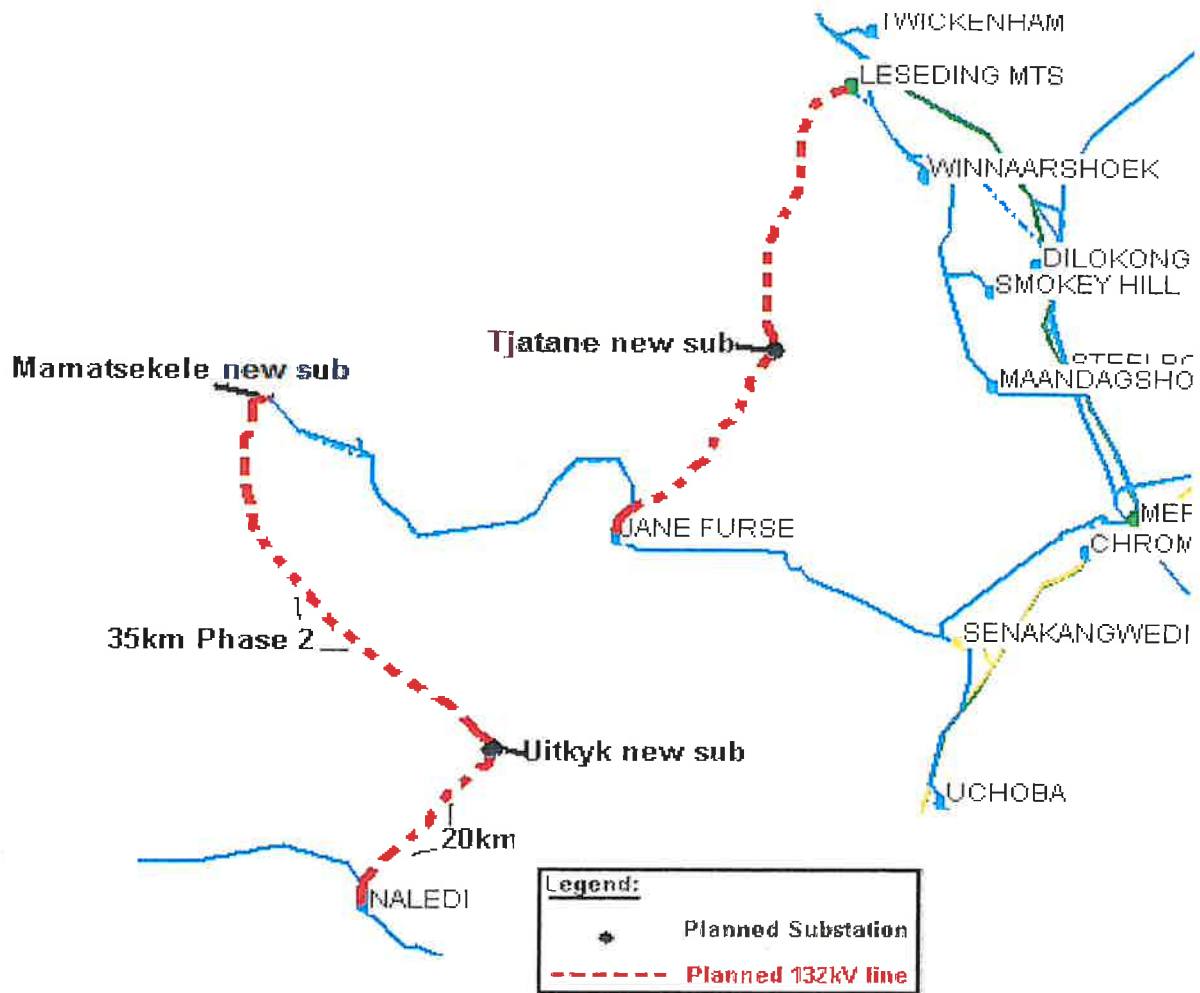 TWICKENHAM
LESEDING MTS
WINNAARSHOEK
DILOKONG
SMOKEY HILL
Tjatane new sub
Mamatsekele new sub
MAANDAGSHO
JANE FURSE
MER
CHROM
35km Phase 2
SENAKANGWEDI
Uitkyk new sub
UCHOBA
20km
NALEDI
Legend:
Planned Substation
Planned 132kV line